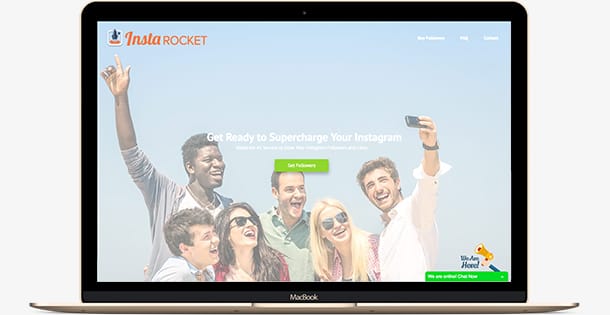 Insta ROCKET
Buy Followers
FAQ
Contact
Get Ready to Supercharge Your Instagram
Get Followers
We Are
Here!
We are online! Chat Now
MacBook